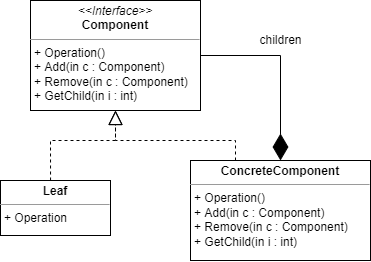 <<Interface>>
Component
+ Operation()
+ Add(in c : Component)
+ Remove(in c : Component)
+ GetChild(in i : int)
children
Leaf
+ Operation
ConcreteComponent
+ Operation()
+ Add(in c : Component)
+ Remove(in c : Component)
+ GetChild(in i : int)